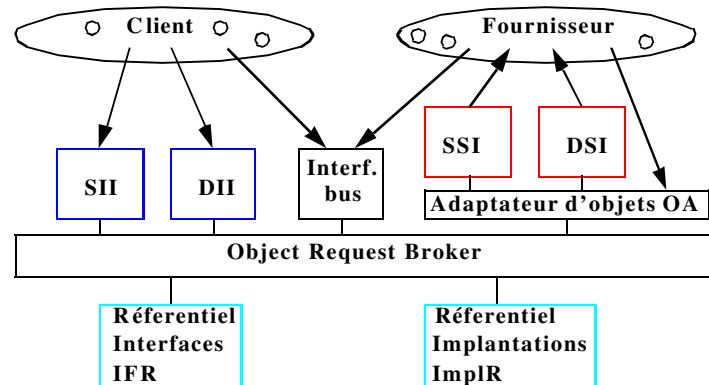 Client
Fournisseur
SII
DII
Interf.
bus
SSI
DSI
Adaptateur d'objets OA
Object Request Broker
Réferentiel
Interfaces
IFR
Réferentiel
Implantations
ImplR